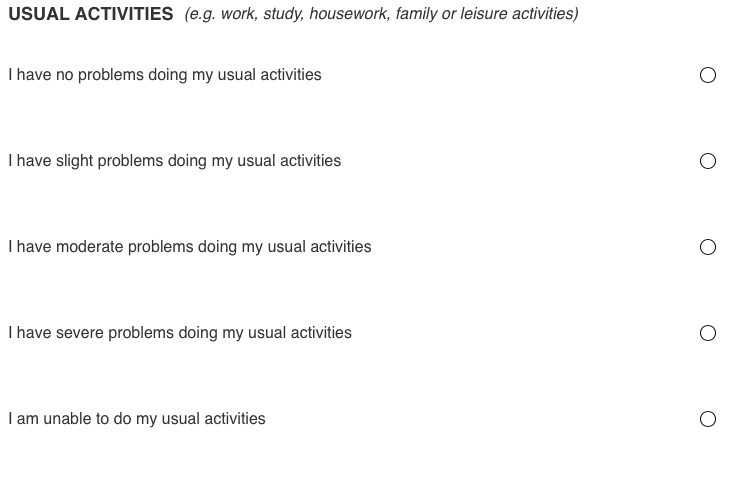 USUAL ACTIVITIES (e.g. work, study, housework, family or leisure activities)
I have no problems doing my usual activities
I have slight problems doing my usual activities
I have moderate problems doing my usual activities
I have severe problems doing my usual activities
I am unable to do my usual activities